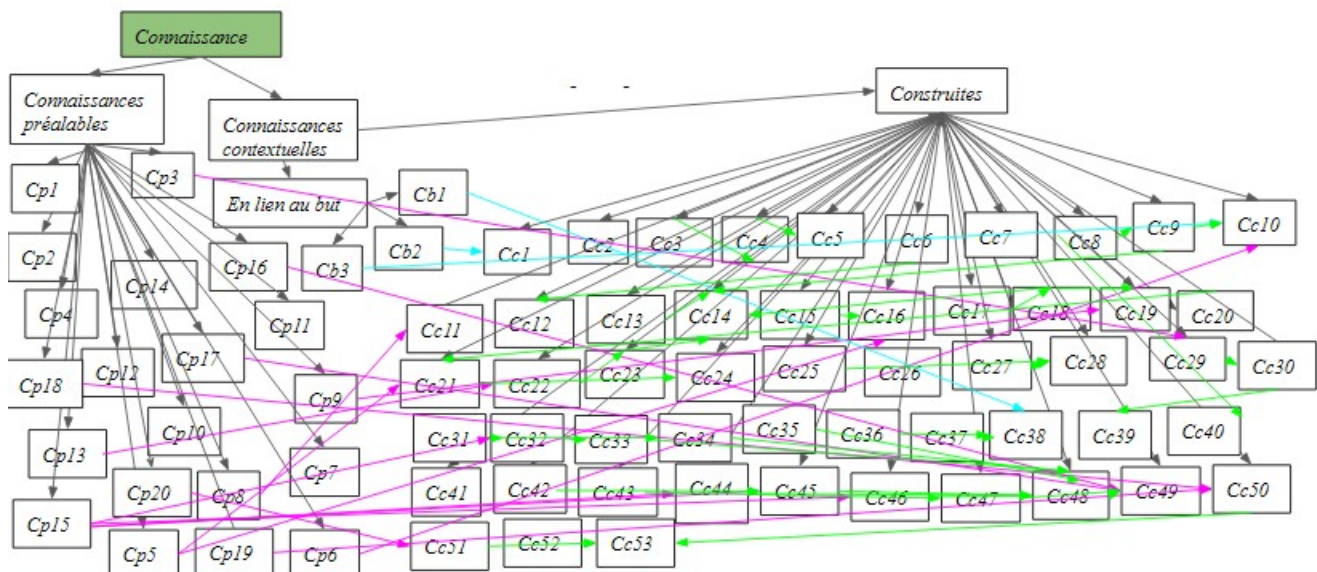 Connaissance
Connaissances
préalables
Connaissances
contextuelles
Construites
En lien au but
Cp1
Cp3
Cb1
Cp2
Cp16
Cb3
Cb2
Cc1
Cc2
Cc3
Cc4
Cc5
Cc6
Cc7
Cc8
Cc9
Cc10
Cp4
Cp14
Cp11
Cc11
Cc12
Cc13
Cc14
Cc15
Cc16
Cc17
Cc18
Cc19
Cc20
Cp18
Cp12
Cp17
Cp9
Cc21
Cc22
Cc23
Cc24
Cc25
Cc26
Cc27
Cc28
Cc29
Cc30
Cp13
Cp10
Cp7
Cc31
Cc32
Cc33
Cc34
Cc35
Cc36
Cc37
Cc38
Cc39
Cc40
Cp15
Cp20
Cp8
Cc41
Cc42
Cc43
Cc44
Cc45
Cc46
Cc47
Cc48
Cc49
Cc50
Cp5
Cp19
Cp6
Cc51
Cc52
Cc53